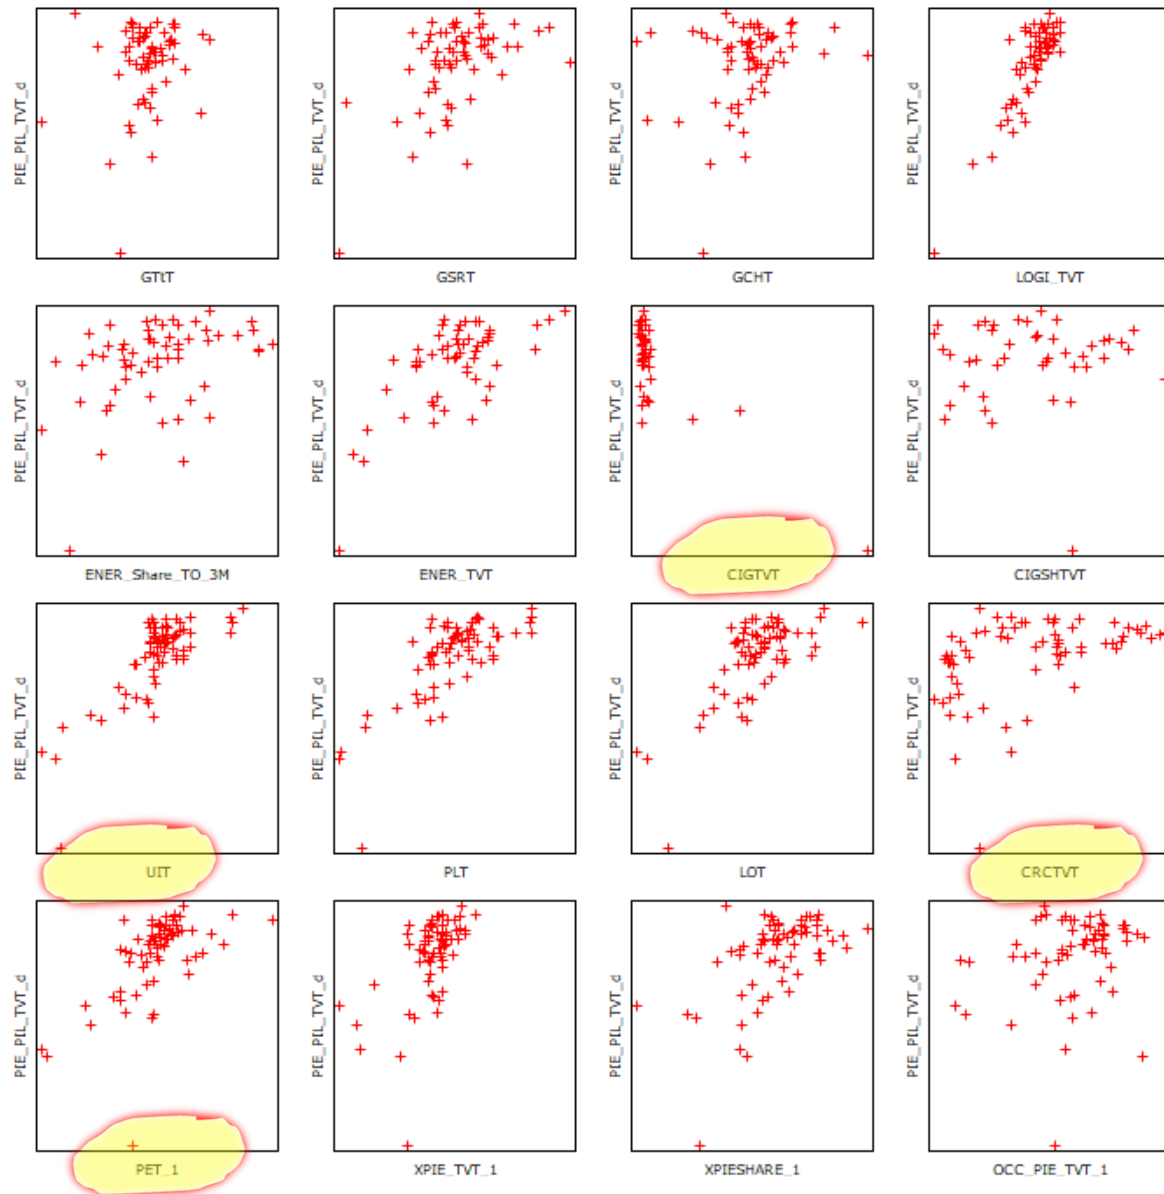 PIE_PIL_TVT_d PIE_PIL_TVT_d PIE_PIL_TVT_d PIE_PIL_TVT_d
GTtT GSRT GCHT LOGI_TVT
PIE_PIL_TVT_d PIE_PIL_TVT_d PIE_PIL_TVT_d PIE_PIL_TVT_d
ENER_Share_TO_3M ENER_TVT CIGTVT CIGSHTVT
PIE_PIL_TVT_d PIE_PIL_TVT_d PIE_PIL_TVT_d PIE_PIL_TVT_d
UIT PLT LOT CRCTVT
PIE_PIL_TVT_d PIE_PIL_TVT_d PIE_PIL_TVT_d PIE_PIL_TVT_d
PET_1 XPIE_TVT_1 XPIESHARE_1 OCC_PIE_TVT_1